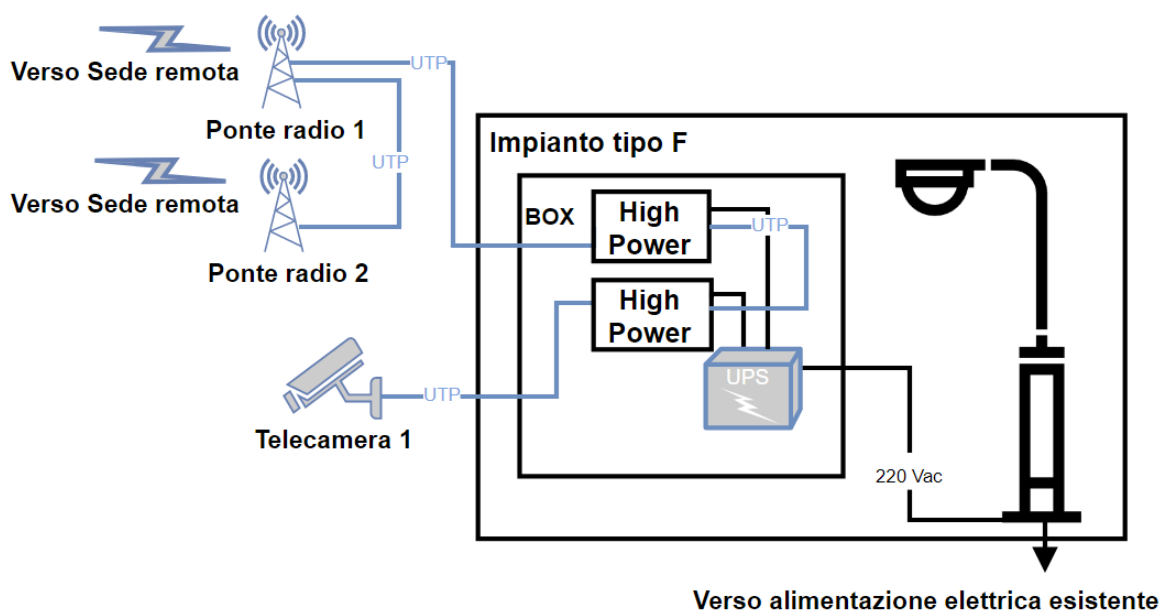 Verso Sede remota
Ponte radio 1
UTP
UTP
Verso Sede remota
Ponte radio 2
Impianto tipo F
BOX
High
Power
UTP
High
Power
UPS
UTP
Telecamera 1
220 Vac
Verso alimentazione elettrica esistente